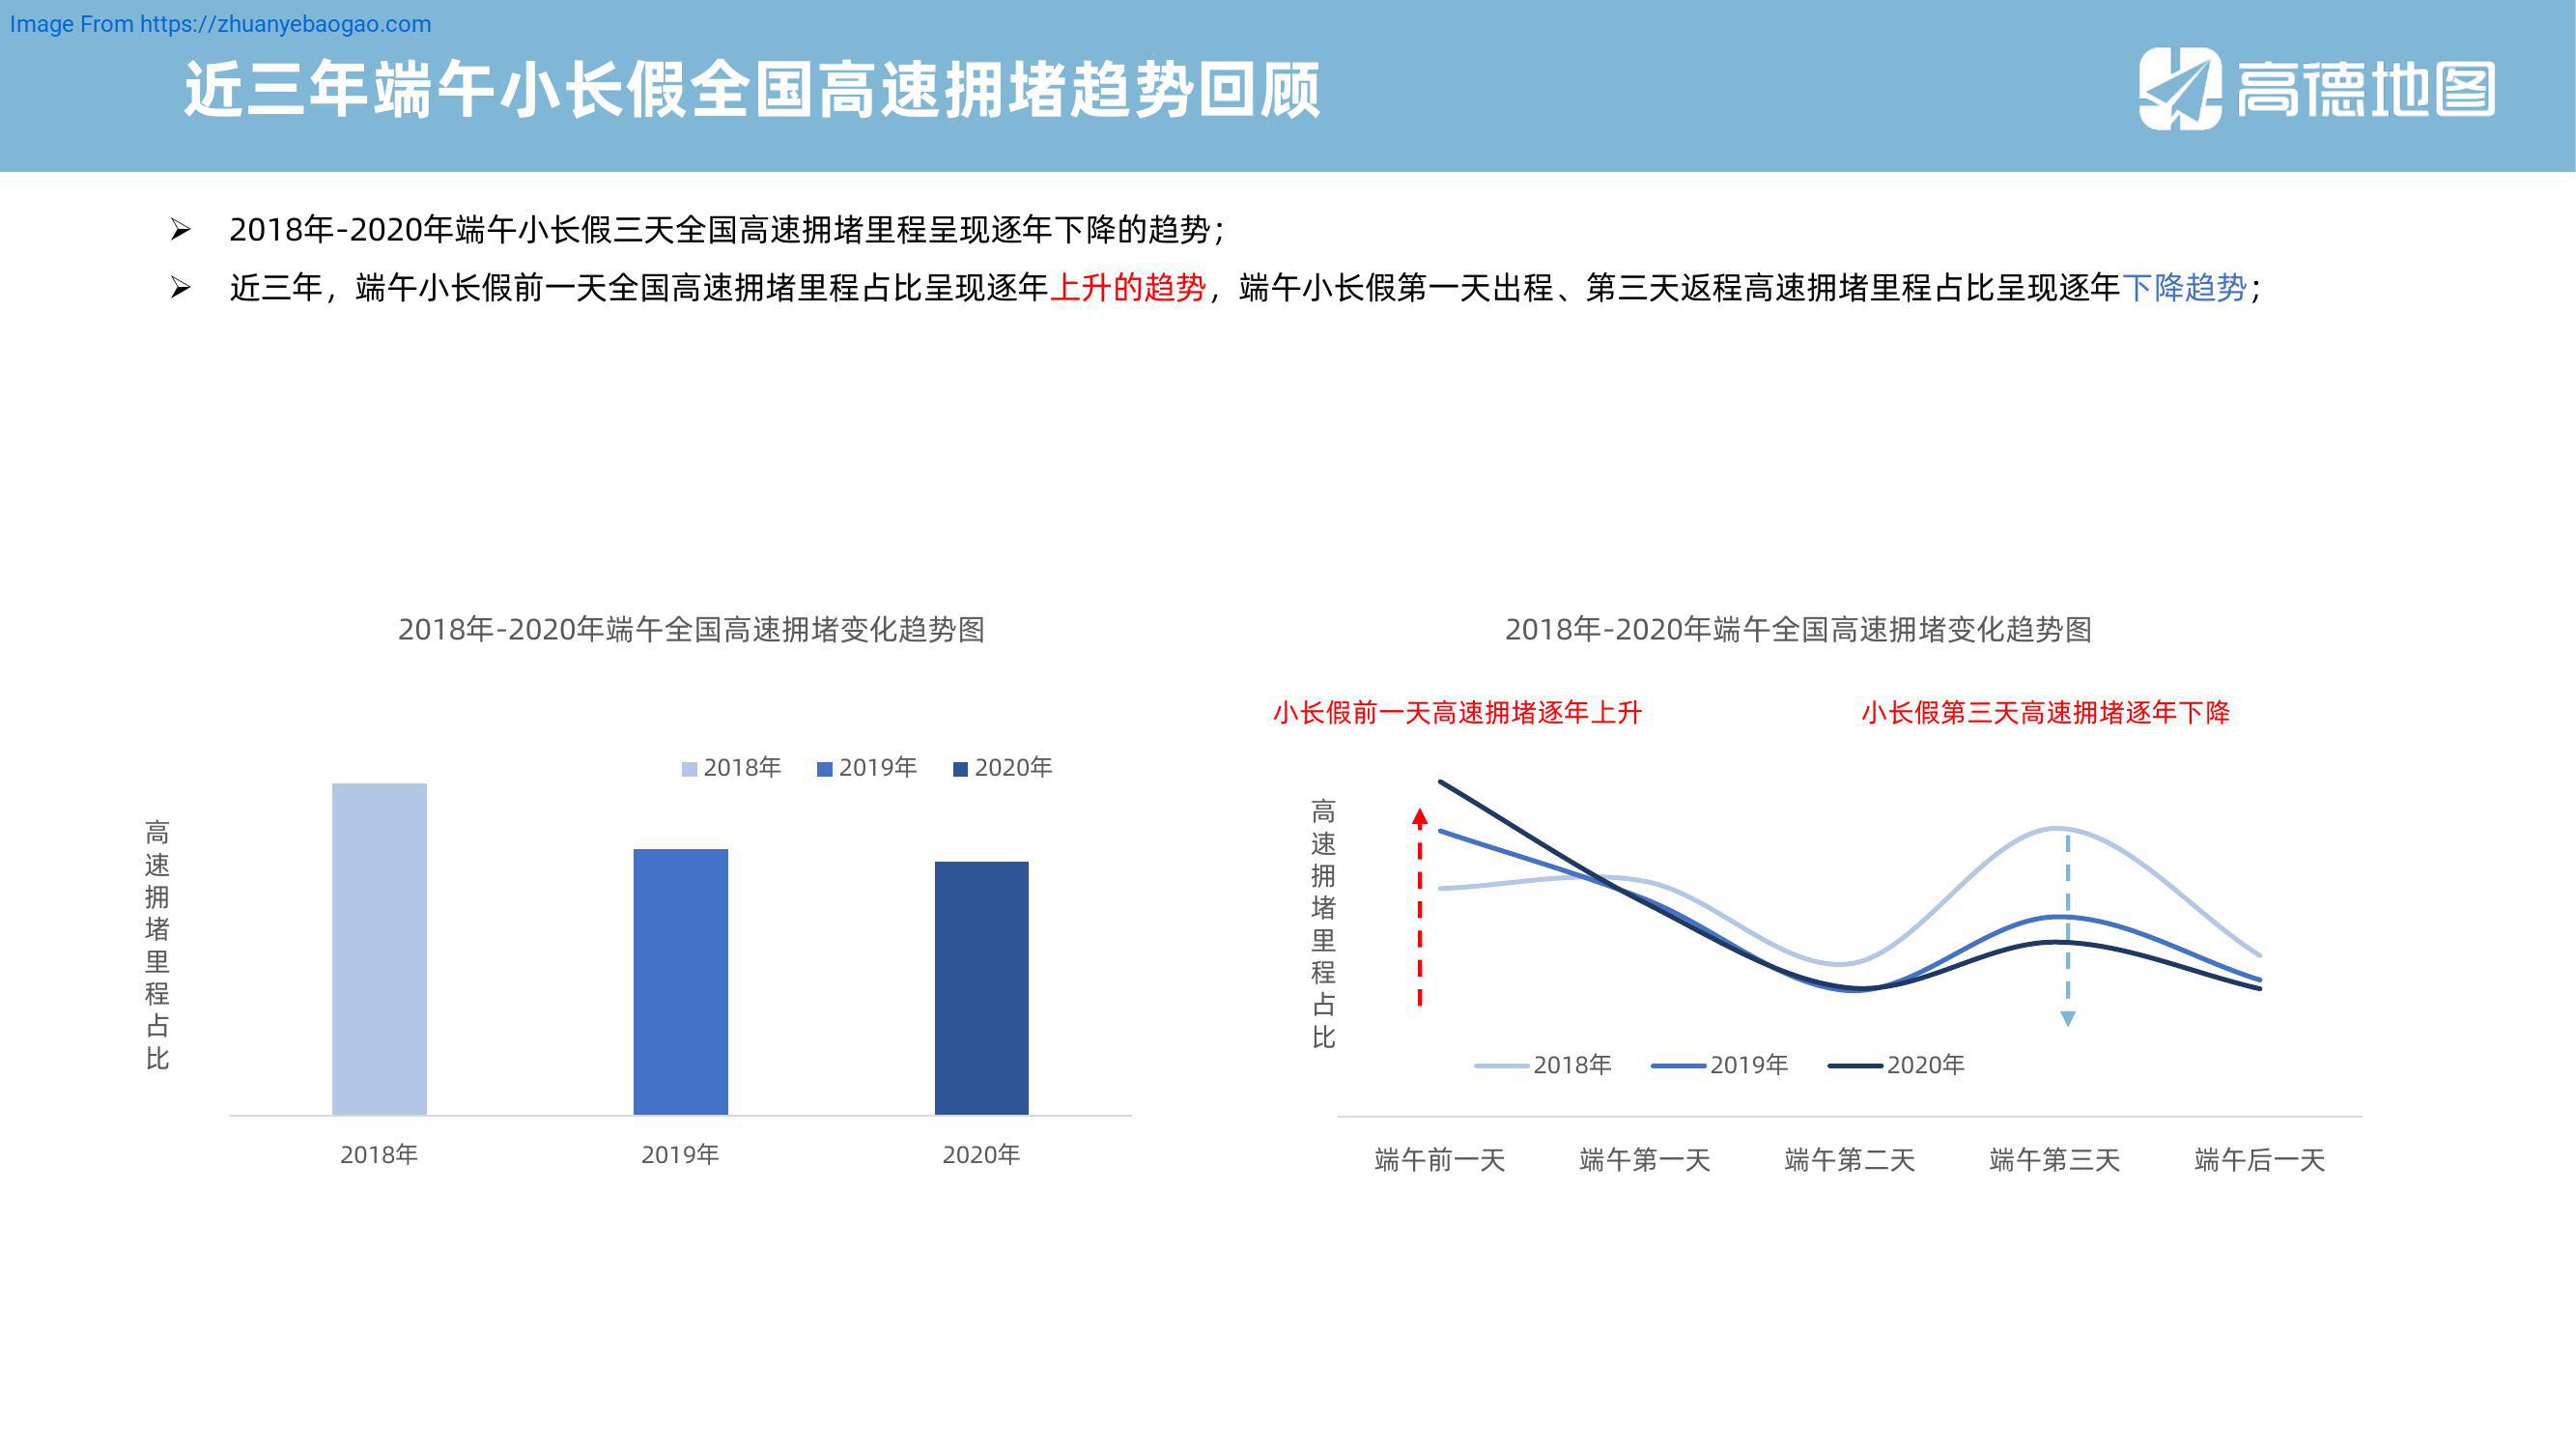 Image From https://zhuanyebaogao.com
近三年端午小长假全国高速拥堵趋势回顾
高德地图
2018年-2020年端午小长假三天全国高速拥堵里程呈现逐年下降的趋势；
近三年，端午小长假前一天全国高速拥堵里程占比呈现逐年上升的趋势，端午小长假第一天出程、第三天返程高速拥堵里程占比呈现逐年下降趋势；
2018年-2020年端午全国高速拥堵变化趋势图
2018年 2019年 2020年
高速拥堵里程占比
2018年 2019年 2020年
2018年-2020年端午全国高速拥堵变化趋势图
小长假前一天高速拥堵逐年上升 小长假第三天高速拥堵逐年下降
高速拥堵里程占比
2018年 2019年 2020年
端午前一天 端午第一天 端午第二天 端午第三天 端午后一天